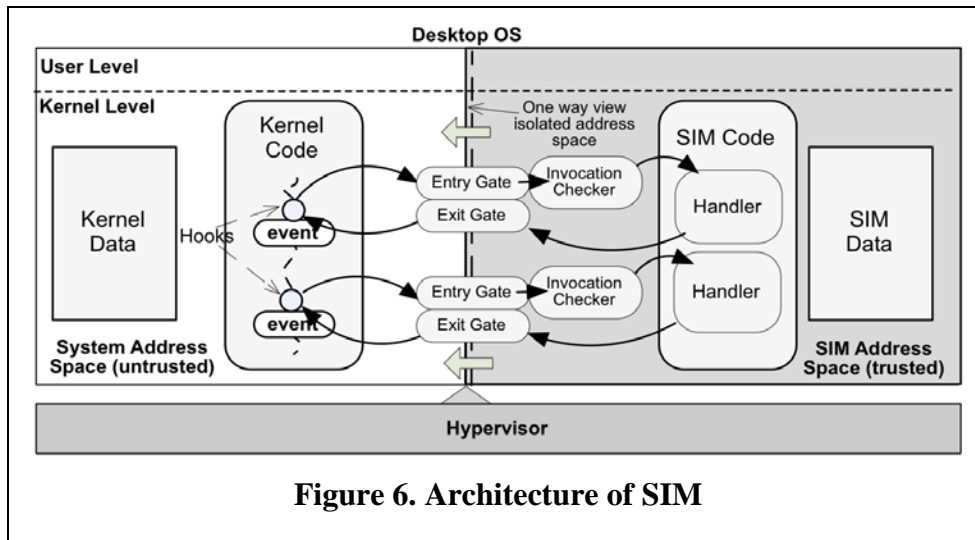 Desktop OS
User Level
Kernel Level
One way view
isolated address
space
Kernel
Code
SIM Code
Kernel
Data
Hooks
event
Entry Gate
Exit Gate
Invocation
Checker
Handler
SIM
Data
event
Entry Gate
Exit Gate
Invocation
Checker
Handler
System Address
Space (untrusted)
SIM Address
Space (trusted)
Hypervisor
Figure 6. Architecture of SIM